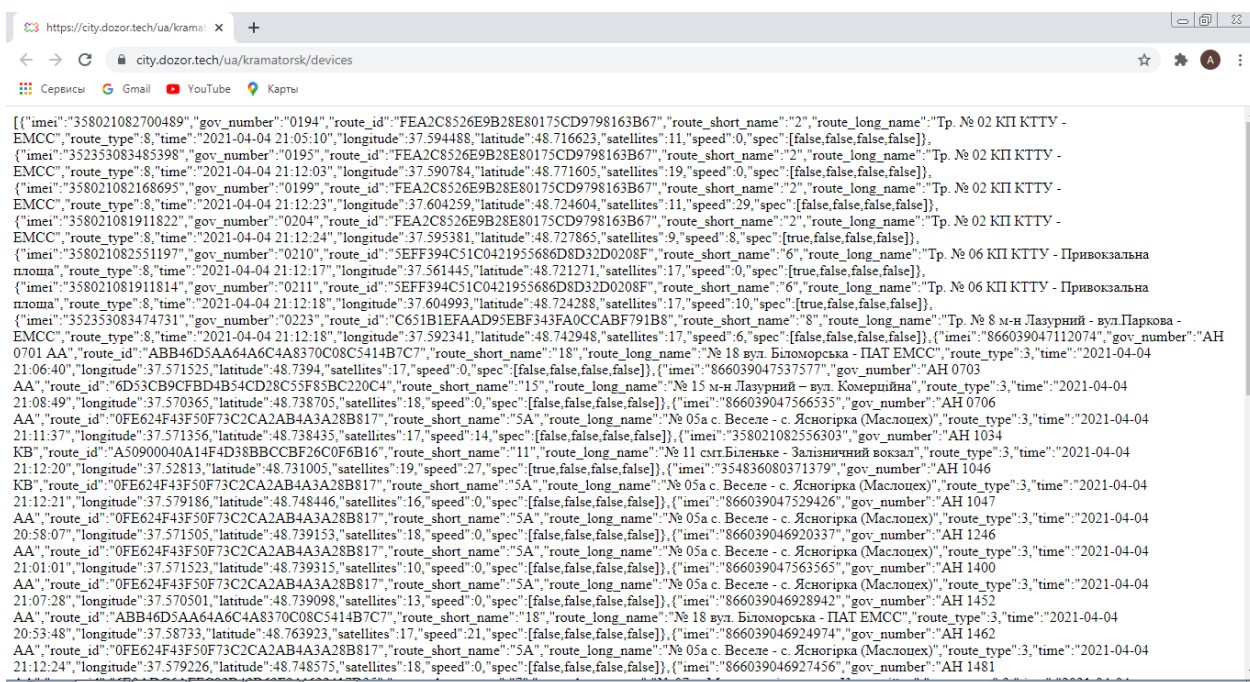 https://city.dozor.tech/ua/kramat
city.dozor.tech/ua/kramatorsk/devices
A
Сервисы Gmail YouTube Карты
[{"imei":"358021082700489","gov_number":"0194","route_id":"FEA2C8526E9B28E80175CD9798163B67","route_short_name":"2","route_long_name":"Тр. № 02 КП КТТУ -
ЕМСС","route_type":8,"time":"2021-04-04 21:05:10","longitude":37.594488,"latitude":48.716623,"satellites":11,"speed":0,"spec":[false,false,false,false]},
{"imei":"352353083485398","gov_number":"0195","route_id":"FEA2C8526E9B28E80175CD9798163B67","route_short_name":"2","route_long_name":"Тр. № 02 КП КТТУ -
ЕМСС","route_type":8,"time":"2021-04-04 21:12:03","longitude":37.590784,"latitude":48.771605,"satellites":19,"speed":0,"spec":[false,false,false,false]},
{"imei":"358021082168695","gov_number":"0199","route_id":"FEA2C8526E9B28E80175CD9798163B67","route_short_name":"2","route_long_name":"Тр. № 02 КП КТТУ -
ЕМСС","route_type":8,"time":"2021-04-04 21:12:23","longitude":37.604259,"latitude":48.724604,"satellites":11,"speed":29,"spec":[false,false,false,false]},
{"imei":"358021081911822","gov_number":"0204","route_id":"FEA2C8526E9B28E80175CD9798163B67","route_short_name":"2","route_long_name":"Тр. № 02 КП КТТУ -
ЕМСС","route_type":8,"time":"2021-04-04 21:12:24","longitude":37.595381,"latitude":48.727865,"satellites":9,"speed":8,"spec":[true,false,false,false]},
{"imei":"358021082551197","gov_number":"0210","route_id":"5EFF394C51C0421955686D8D32D0208F","route_short_name":"6","route_long_name":"Тр. № 06 КП КТТУ - Привокзальна
площа","route_type":8,"time":"2021-04-04 21:12:17","longitude":37.561445,"latitude":48.721271,"satellites":17,"speed":0,"spec":[true,false,false,false]},
{"imei":"358021081911814","gov_number":"0211","route_id":"5EFF394C51C0421955686D8D32D0208F","route_short_name":"6","route_long_name":"Тр. № 06 КП КТТУ - Привокзальна
площа","route_type":8,"time":"2021-04-04 21:12:18","longitude":37.604993,"latitude":48.724288,"satellites":17,"speed":10,"spec":[true,false,false,false]},
{"imei":"352353083474731","gov_number":"0223","route_id":"C651B1EFAAD95EBF343FA0CCABF791B8","route_short_name":"8","route_long_name":"Тр. № 8 м-н Лазурний - вул.Паркова -
ЕМСС","route_type":8,"time":"2021-04-04 21:12:18","longitude":37.592341,"latitude":48.742948,"satellites":17,"speed":6,"spec":[false,false,false,false]},{"imei":"866039047112074","gov_number":"AH
0701 AA","route_id":"ABB46D5AA64A6C4A8370C08C5414B7C7","route_short_name":"18","route_long_name":"№ 18 вул. Біломорська - ПАТ ЕМСС","route_type":3,"time":"2021-04-04
21:06:40","longitude":37.571525,"latitude":48.7394,"satellites":17,"speed":0,"spec":[false,false,false,false]},{"imei":"866039047537577","gov_number":"AH 0703
AA","route_id":"6D53CB9CFBD4B54CD28C55F85BC220C4","route_short_name":"15","route_long_name":"№ 15 м-н Лазурний – вул. Комерційна","route_type":3,"time":"2021-04-04
21:08:49","longitude":37.570365,"latitude":48.738705,"satellites":18,"speed":0,"spec":[false,false,false,false]},{"imei":"866039047566535","gov_number":"AH 0706
AA","route_id":"0FE624F43F50F73C2CA2AB4A3A28B817","route_short_name":"5A","route_long_name":"№ 05а с. Веселе - с. Ясногірка (Маслоцех)","route_type":3,"time":"2021-04-04
21:11:37","longitude":37.571356,"latitude":48.738435,"satellites":17,"speed":14,"spec":[false,false,false,false]},{"imei":"358021082556303","gov_number":"AH 1034
KB","route_id":"A50900040A14F4D38BBCCBF26C0F6B16","route_short_name":"11","route_long_name":"№ 11 смт.Біленьке - Залізничний вокзал","route_type":3,"time":"2021-04-04
21:12:20","longitude":37.52813,"latitude":48.731005,"satellites":19,"speed":27,"spec":[true,false,false,false]},{"imei":"354836080371379","gov_number":"AH 1046
KB","route_id":"0FE624F43F50F73C2CA2AB4A3A28B817","route_short_name":"5A","route_long_name":"№ 05а с. Веселе - с. Ясногірка (Маслоцех)","route_type":3,"time":"2021-04-04
21:12:21","longitude":37.579186,"latitude":48.748446,"satellites":16,"speed":0,"spec":[false,false,false,false]},{"imei":"866039047529426","gov_number":"AH 1047
AA","route_id":"0FE624F43F50F73C2CA2AB4A3A28B817","route_short_name":"5A","route_long_name":"№ 05а с. Веселе - с. Ясногірка (Маслоцех)","route_type":3,"time":"2021-04-04
20:58:07","longitude":37.571505,"latitude":48.739153,"satellites":18,"speed":0,"spec":[false,false,false,false]},{"imei":"866039046920337","gov_number":"AH 1246
AA","route_id":"0FE624F43F50F73C2CA2AB4A3A28B817","route_short_name":"5A","route_long_name":"№ 05а с. Веселе - с. Ясногірка (Маслоцех)","route_type":3,"time":"2021-04-04
21:01:01","longitude":37.571523,"latitude":48.739315,"satellites":10,"speed":0,"spec":[false,false,false,false]},{"imei":"866039047563565","gov_number":"AH 1400
AA","route_id":"0FE624F43F50F73C2CA2AB4A3A28B817","route_short_name":"5A","route_long_name":"№ 05а с. Веселе - с. Ясногірка (Маслоцех)","route_type":3,"time":"2021-04-04
21:07:28","longitude":37.570501,"latitude":48.739098,"satellites":13,"speed":0,"spec":[false,false,false,false]},{"imei":"866039046928942","gov_number":"AH 1452
AA","route_id":"ABB46D5AA64A6C4A8370C08C5414B7C7","route_short_name":"18","route_long_name":"№ 18 вул. Біломорська - ПАТ ЕМСС","route_type":3,"time":"2021-04-04
20:53:48","longitude":37.58733,"latitude":48.763923,"satellites":17,"speed":21,"spec":[false,false,false,false]},{"imei":"866039046924974","gov_number":"AH 1462
AA","route_id":"0FE624F43F50F73C2CA2AB4A3A28B817","route_short_name":"5A","route_long_name":"№ 05а с. Веселе - с. Ясногірка (Маслоцех)","route_type":3,"time":"2021-04-04
21:12:24","longitude":37.579226,"latitude":48.748575,"satellites":18,"speed":0,"spec":[false,false,false,false]},{"imei":"866039046927456","gov_number":"AH 1481